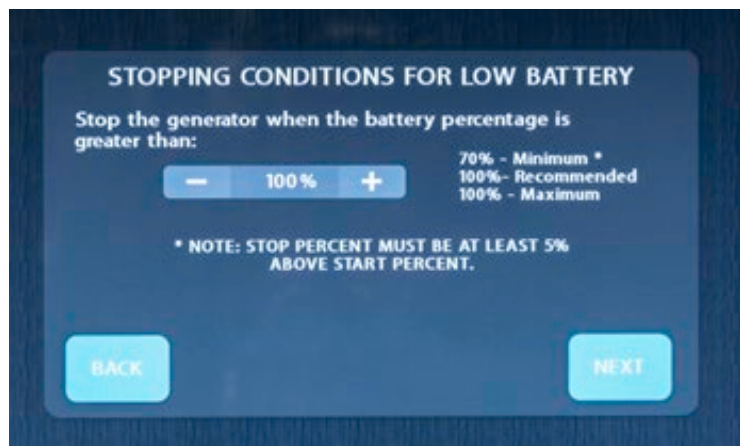 STOPPING CONDITIONS FOR LOW BATTERY
Stop the generator when the battery percentage is
greater than:
− 100% +
70% - Minimum *
100%- Recommended
100% - Maximum
* NOTE: STOP PERCENT MUST BE AT LEAST 5%
ABOVE START PERCENT.
BACK
NEXT